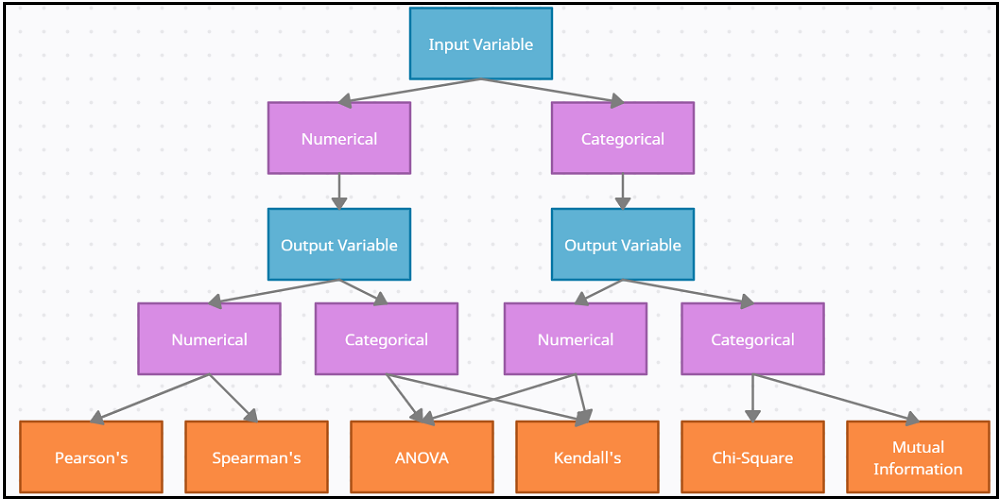 Input Variable
Numerical
Categorical
Output Variable
Output Variable
Numerical
Categorical
Numerical
Categorical
Pearson's
Spearman's
ANOVA
Kendall's
Chi-Square
Mutual
Information